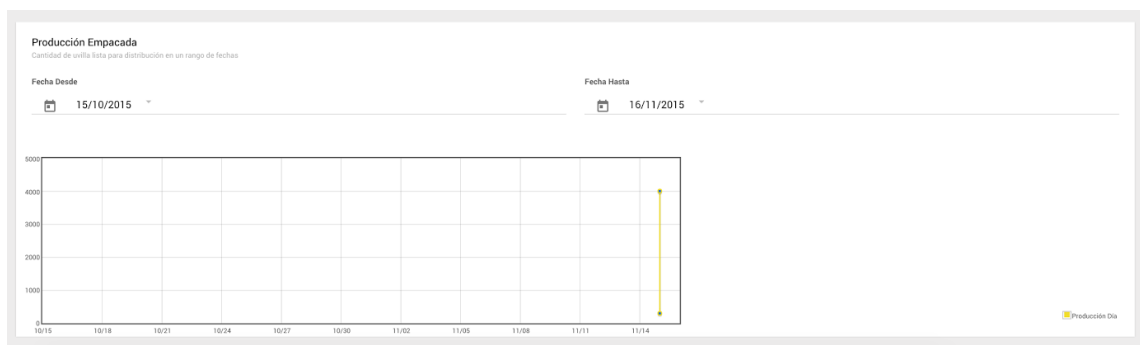 Producción Empacada
Cantidad de uvilla lista para distribución en un rango de fechas
Fecha Desde
Fecha Hasta
15/10/2015
16/11/2015
5000
4000
3000
2000
1000
0
10/15 10/18 10/21 10/24 10/27 10/30 11/02 11/05 11/08 11/11 11/14
Producción Día